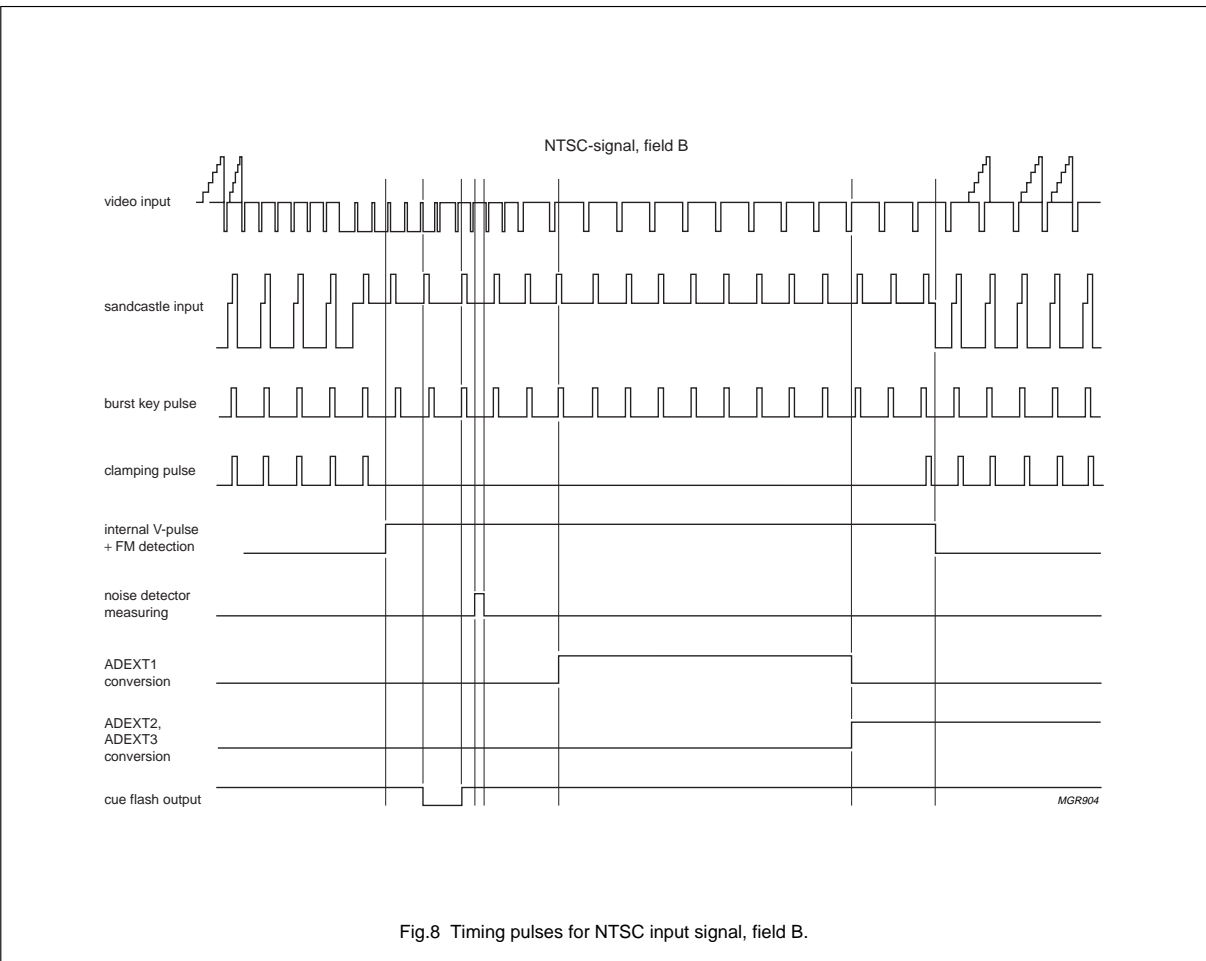 NTSC-signal, field B
video input
sandcastle input
burst key pulse
clamping pulse
internal V-pulse
+ FM detection
noise detector
measuring
ADEXT1
conversion
ADEXT2,
ADEXT3
conversion
cue flash output
MGR904
Fig.8 Timing pulses for NTSC input signal, field B.